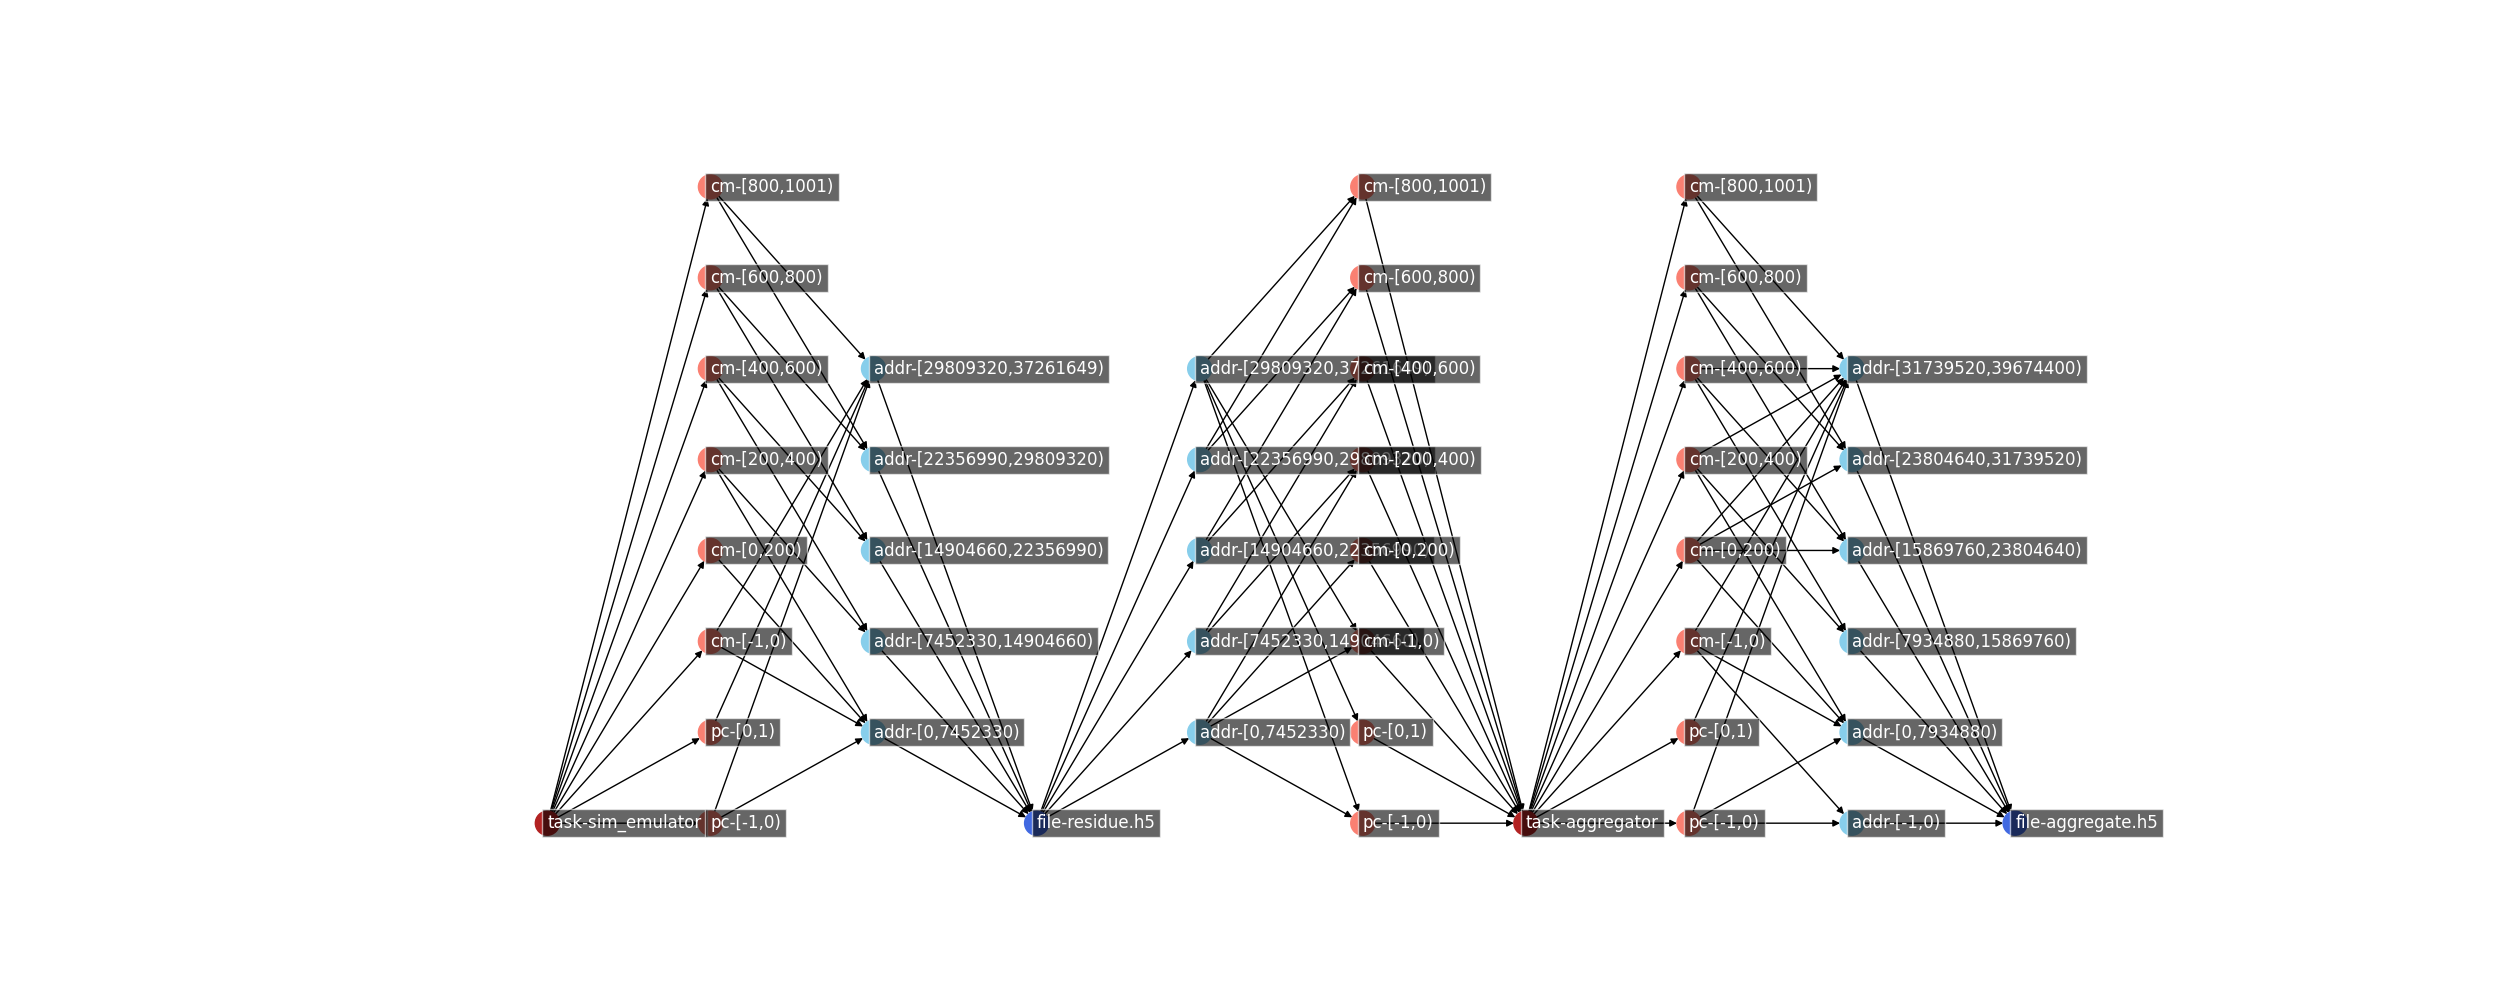 cm-[800,1001)
cm-[800,1001)
cm-[800,1001)
cm-[600,800)
cm-[600,800)
cm-[600,800)
cm-[400,600)
addr-[29809320,37261649)
addr-[29809320,37
cm-[400,600)
cm-[400,600)
addr-[31739520,39674400)
cm-[200,400)
addr-[22356990,29809320)
addr-[22356990,29
cm-[200,400)
cm-[200,400)
addr-[23804640,31739520)
cm-[0,200)
addr-[14904660,22356990)
addr-[14904660,22
cm-[0,200)
cm-[0,200)
addr-[15869760,23804640)
cm-[-1,0)
addr-[7452330,14904660)
addr-[7452330,149
cm-[-1,0)
cm-[-1,0)
addr-[7934880,15869760)
pc-[0,1)
addr-[0,7452330)
addr-[0,7452330)
pc-[0,1)
pc-[0,1)
addr-[0,7934880)
task-sim_emulator
pc-[-1,0)
file-residue.h5
pc-[-1,0)
task-aggregator
pc-[-1,0)
addr-[-1,0)
file-aggregate.h5